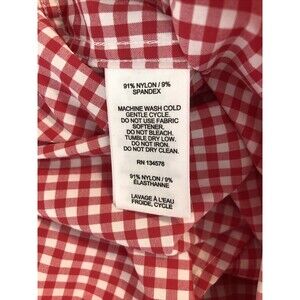 91% NYLON / 9%
SPANDEX
MACHINE WASH COLD
GENTLE CYCLE.
DO NOT USE FABRIC
SOFTENER.
DO NOT BLEACH.
TUMBLE DRY LOW.
DO NOT IRON.
DO NOT DRY CLEAN.
RN 134576
91% NYLON / 9%
ÉLASTHANNE
LAVAGE À L'EAU
FROIDE, CYCLE